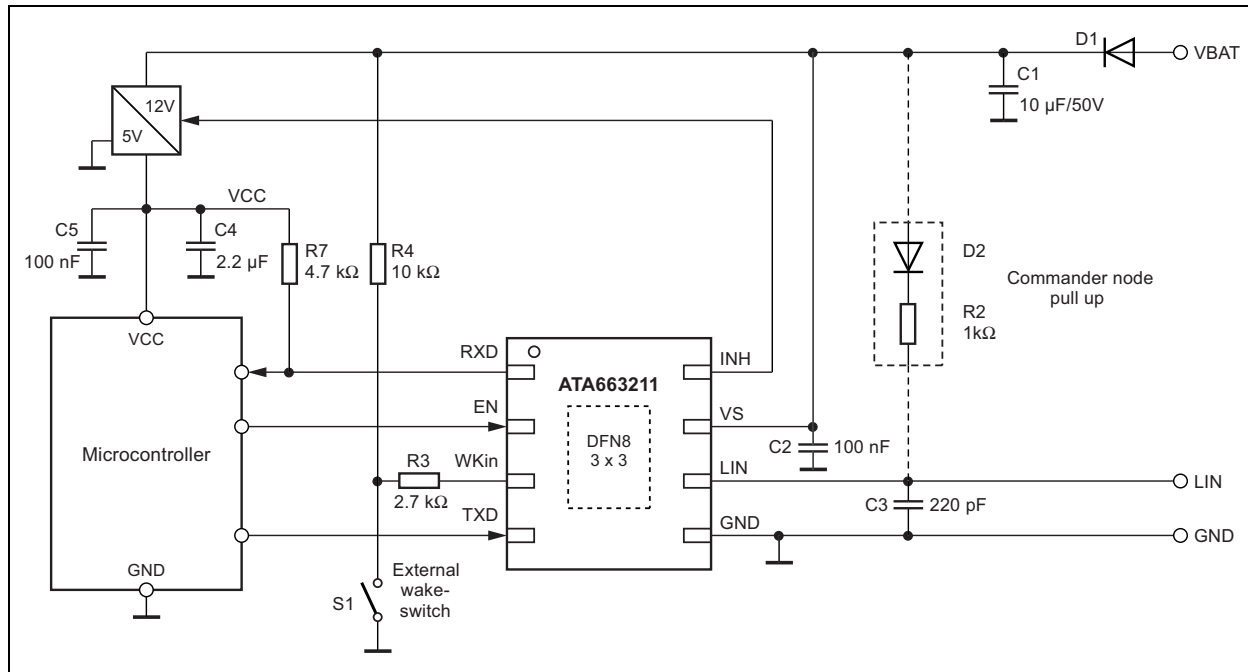 D1
VBAT
C1
10 µF/50V
12V
5V
VCC
C5
100 nF
C4
2.2 µF
R7
4.7 kΩ
R4
10 kΩ
D2
R2
1kΩ
Commander node
pull up
VCC
RXD
INH
ATA663211
EN
VS
DFN8
3 x 3
C2
100 nF
Microcontroller
R3
2.7 kΩ
WKin
LIN
LIN
C3
220 pF
TXD
GND
GND
GND
External
wake-
switch
S1